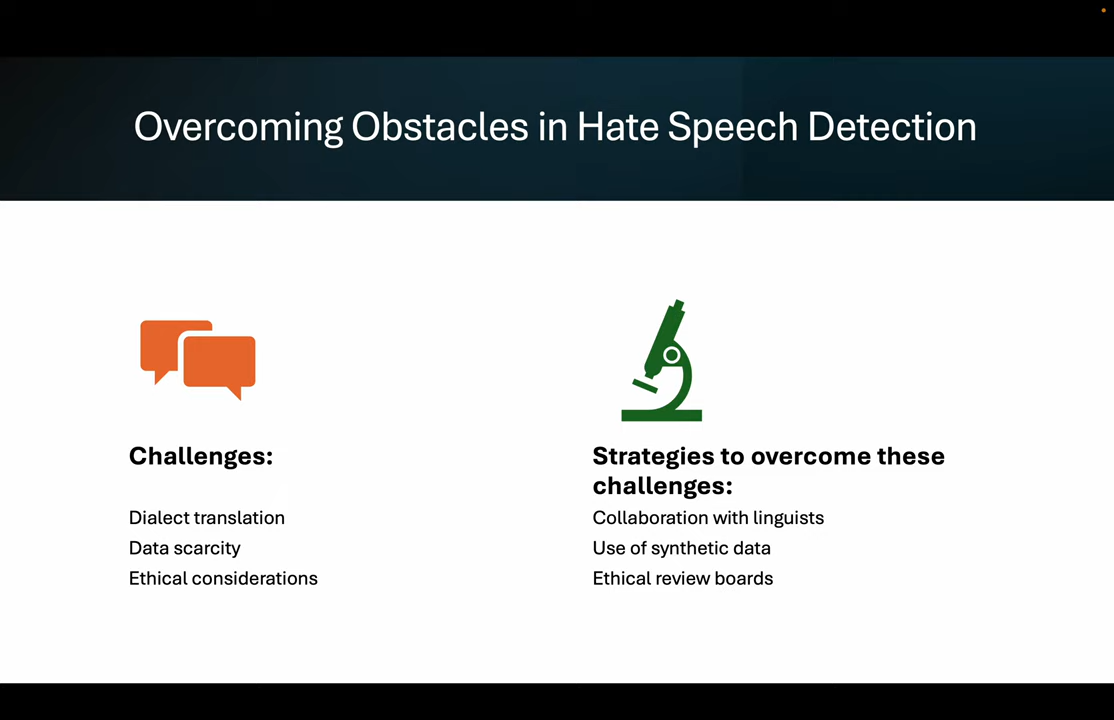 Overcoming Obstacles in Hate Speech Detection
Challenges:
Dialect translation
Data scarcity
Ethical considerations
Strategies to overcome these
challenges:
Collaboration with linguists
Use of synthetic data
Ethical review boards